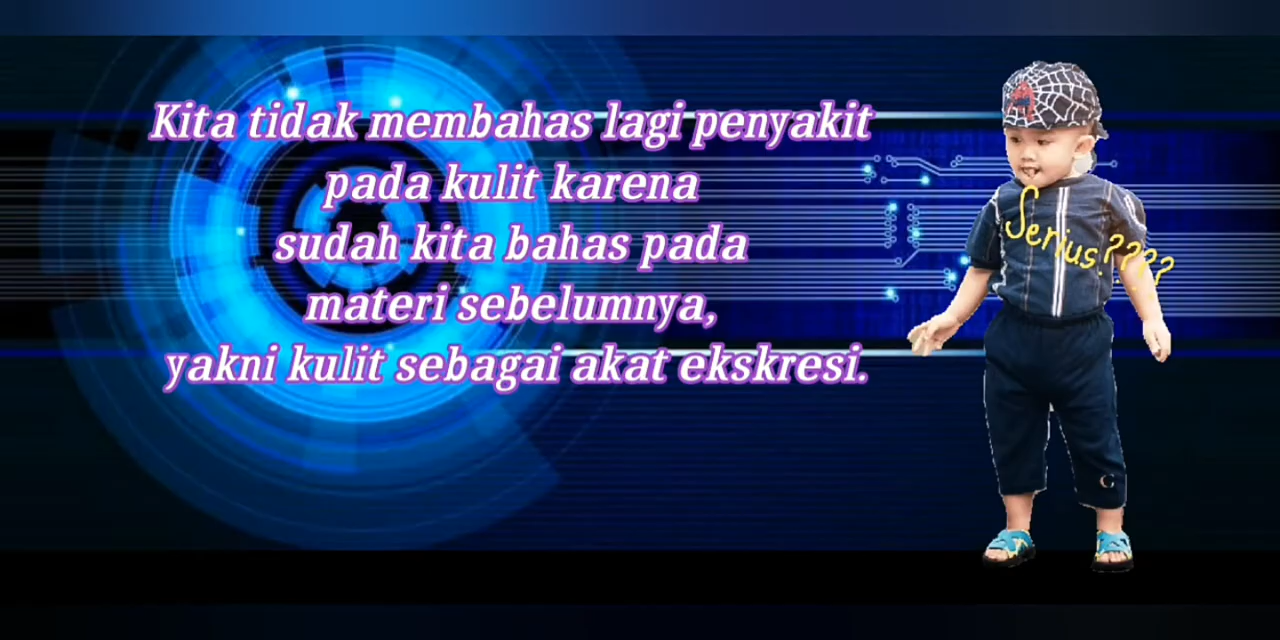 Kita tidak membahas lagi penyakit
pada kulit karena
sudah kita bahas pada
materi sebelumnya,
yakni kulit sebagai akat ekskresi.
Serius????
G